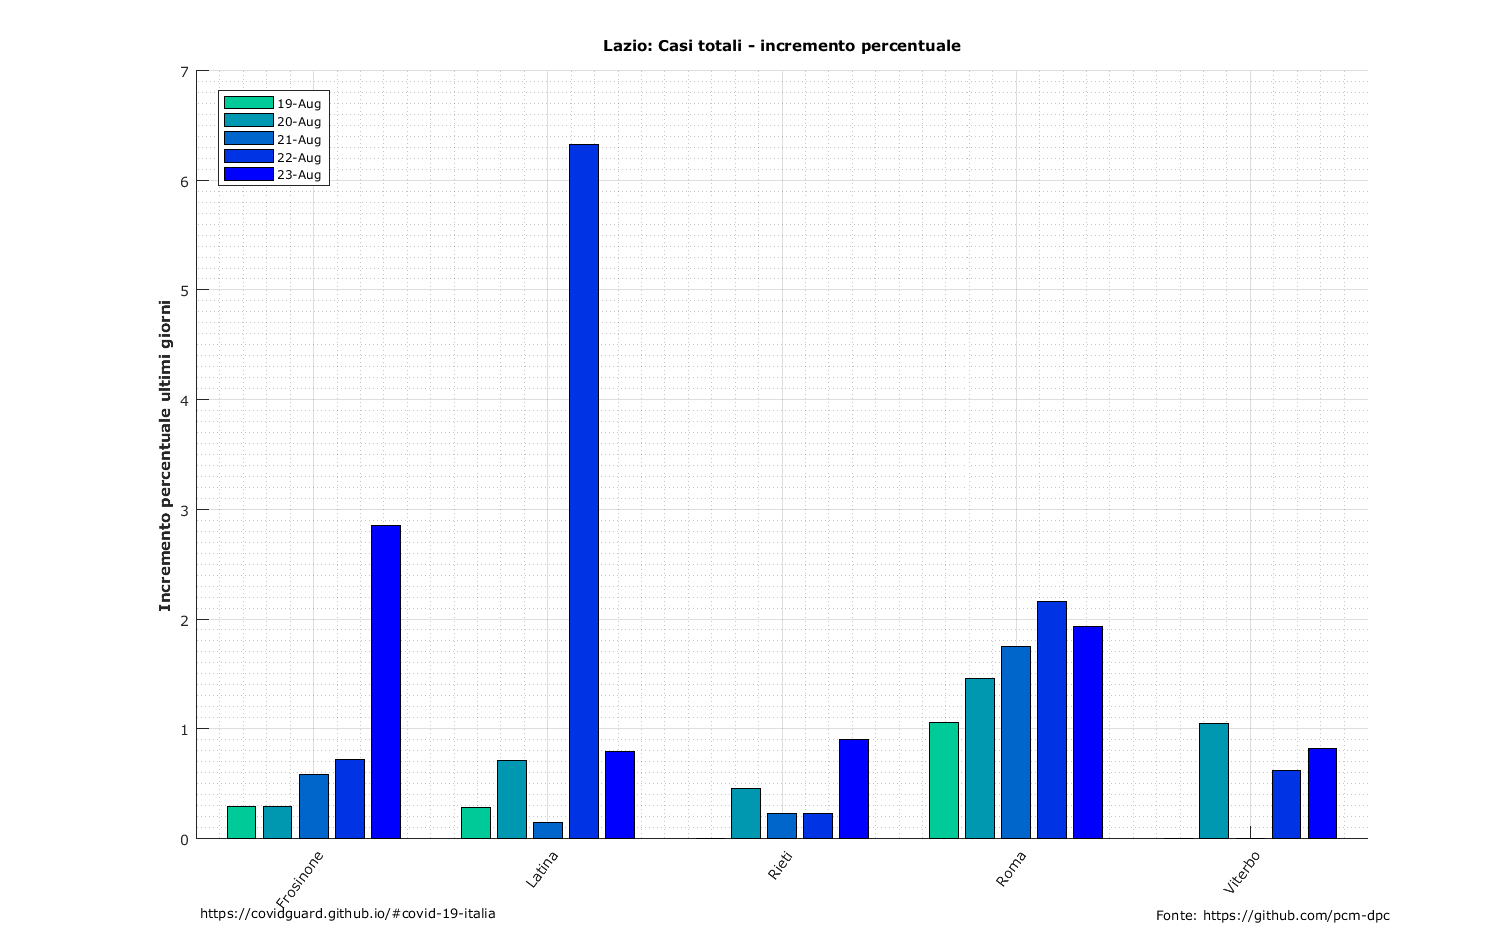 Lazio: Casi totali - incremento percentuale
7
6
5
4
3
2
1
0
Incremento percentuale ultimi giorni
19-Aug
20-Aug
21-Aug
22-Aug
23-Aug
Frosinone
Latina
Rieti
Roma
Viterbo
https://covidguard.github.io/#covid-19-italia
Fonte: https://github.com/pcm-dpc